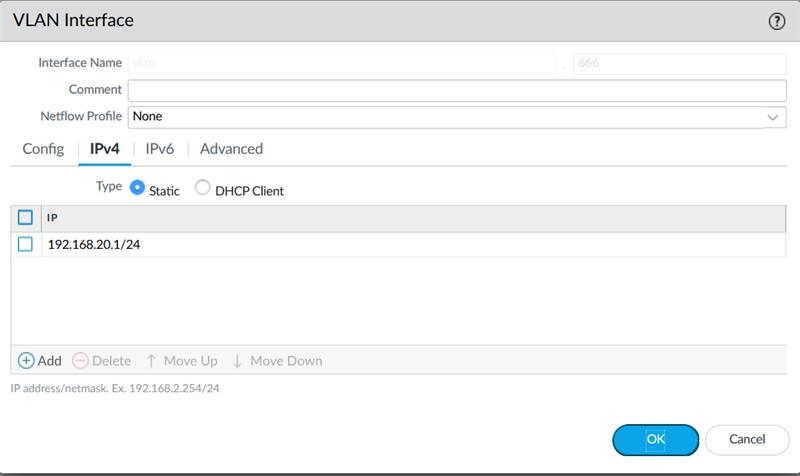 VLAN Interface
Interface Name vlan . 666
Comment
Netflow Profile None
Config IPv4 IPv6 Advanced
Type Static DHCP Client
IP
192.168.20.1/24
Add Delete Move Up Move Down
IP address/netmask. Ex. 192.168.2.254/24
OK Cancel